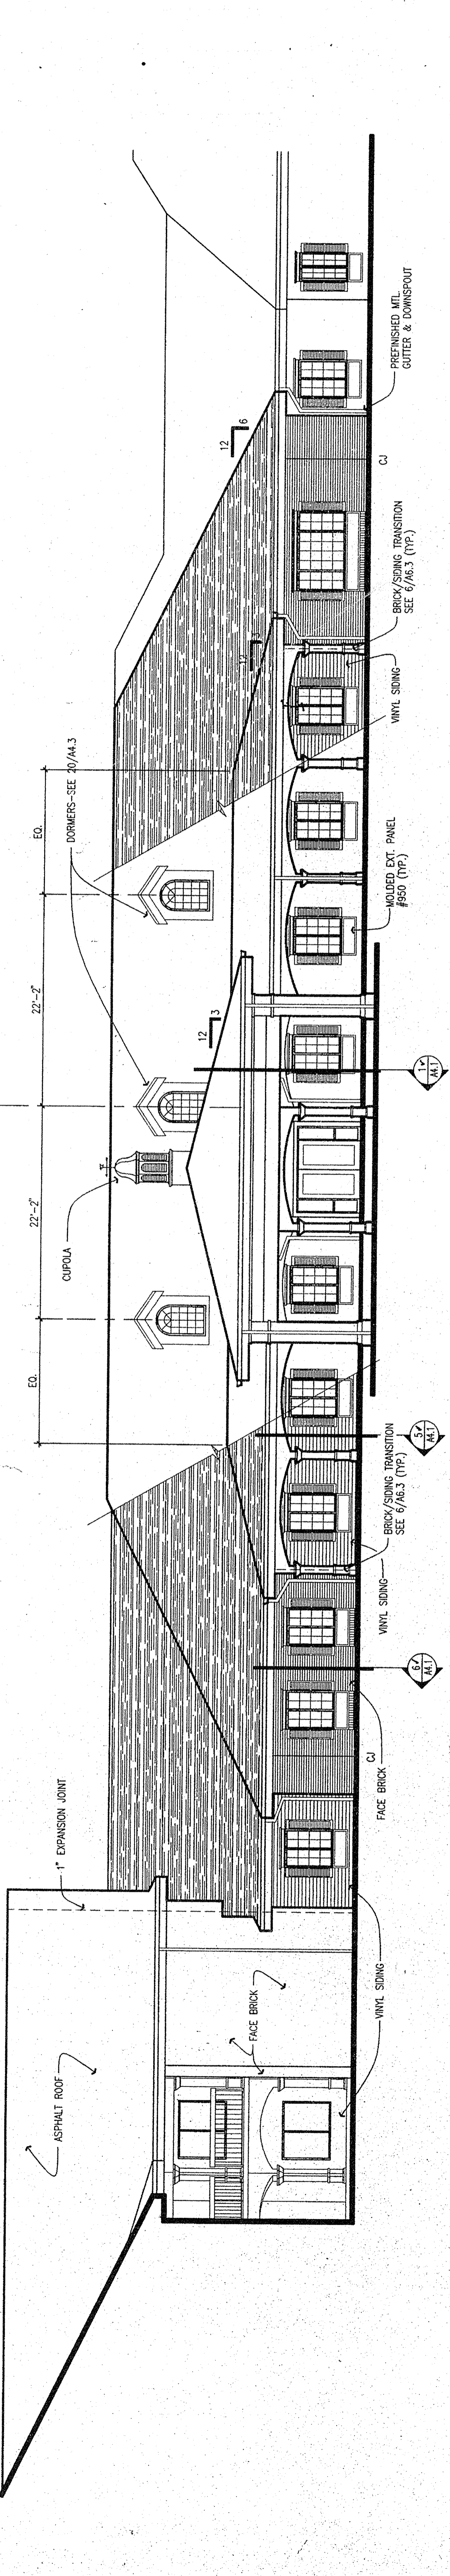 ASPHALT ROOF
1" EXPANSION JOINT
FACE BRICK
VINYL SIDING
FACE BRICK
CJ
6
A4.1
VINYL SIDING
BRICK/SIDING TRANSITION
SEE 6/A6.3 (TYP.)
5
A4.1
EQ.
22'-2"
22'-2"
EQ.
CUPOLA
DORMERS-SEE 20/A4.3
12
3
1
A4.1
MOLDED EXT. PANEL
#950 (TYP.)
VINYL SIDING
BRICK/SIDING TRANSITION
SEE 6/A6.3 (TYP.)
12
12
6
CJ
PREFINISHED MTL.
GUTTER & DOWNSPOUT